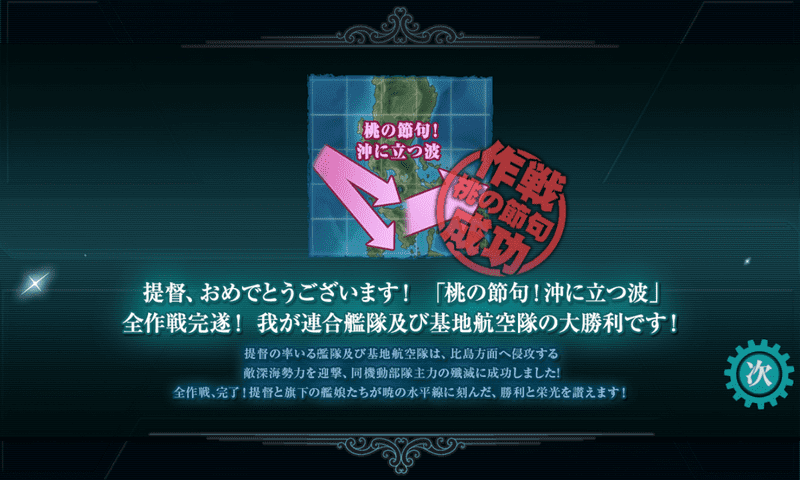 桃の節句!
沖に立つ波
作戦
桃の節句
成功
提督、おめでとうございます! 「桃の節句!沖に立つ波」
全作戦完遂! 我が連合艦隊及び基地航空隊の大勝利です!
提督の率いる艦隊及び基地航空隊は、比島方面へ侵攻する
敵深海勢力を迎撃、同機動部隊主力の殲滅に成功しました!
全作戦、完了!提督と旗下の艦娘たちが暁の水平線に刻んだ、勝利と栄光を讃えます!
次